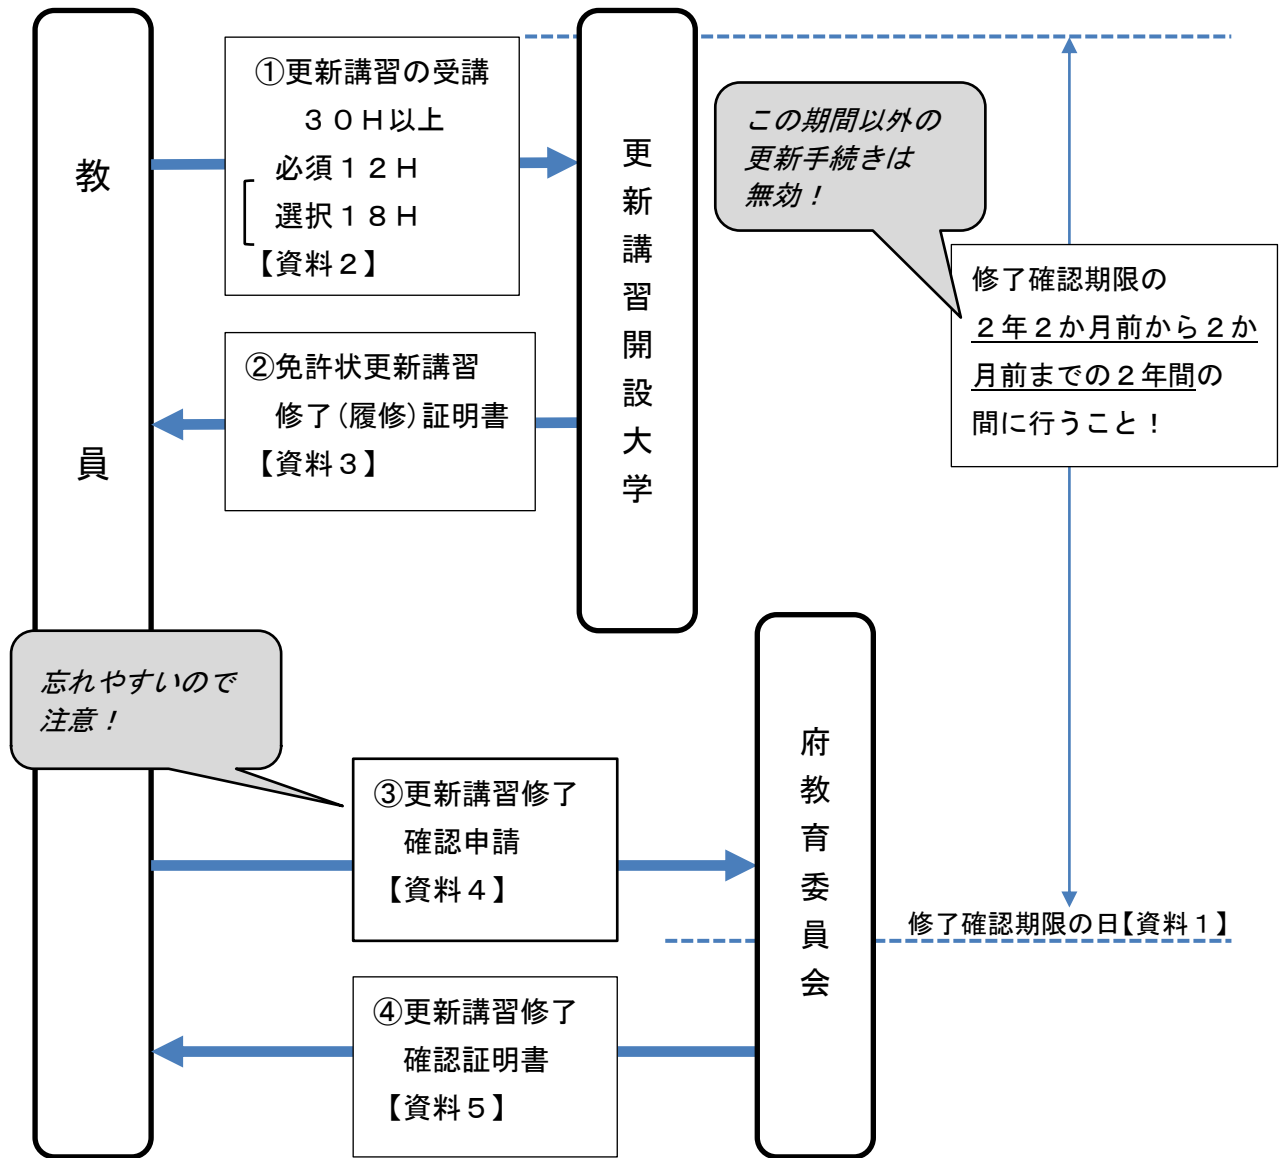 教員
①更新講習の受講
３０Ｈ以上
必須１２Ｈ
選択１８Ｈ
【資料２】
更新講習開設大学
この期間以外の
更新手続きは
無効！
修了確認期限の
２年２か月前から２か
月前までの２年間の
間に行うこと！
②免許状更新講習
修了(履修)証明書
【資料３】
忘れやすいので
注意！
③更新講習修了
確認申請
【資料４】
府教育委員会
修了確認期限の日【資料１】
④更新講習修了
確認証明書
【資料５】